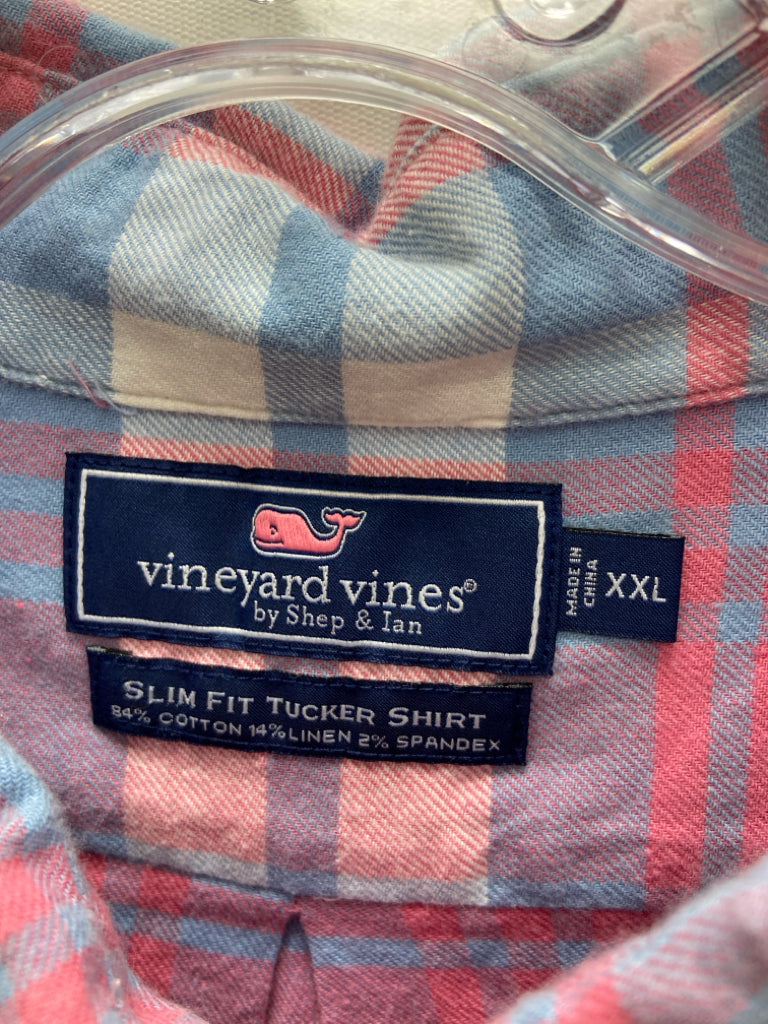 vineyard vines®
by Shep & Ian
MADE IN
CHINA
XXL
SLIM FIT TUCKER SHIRT
84% COTTON 14% LINEN 2% SPANDEX